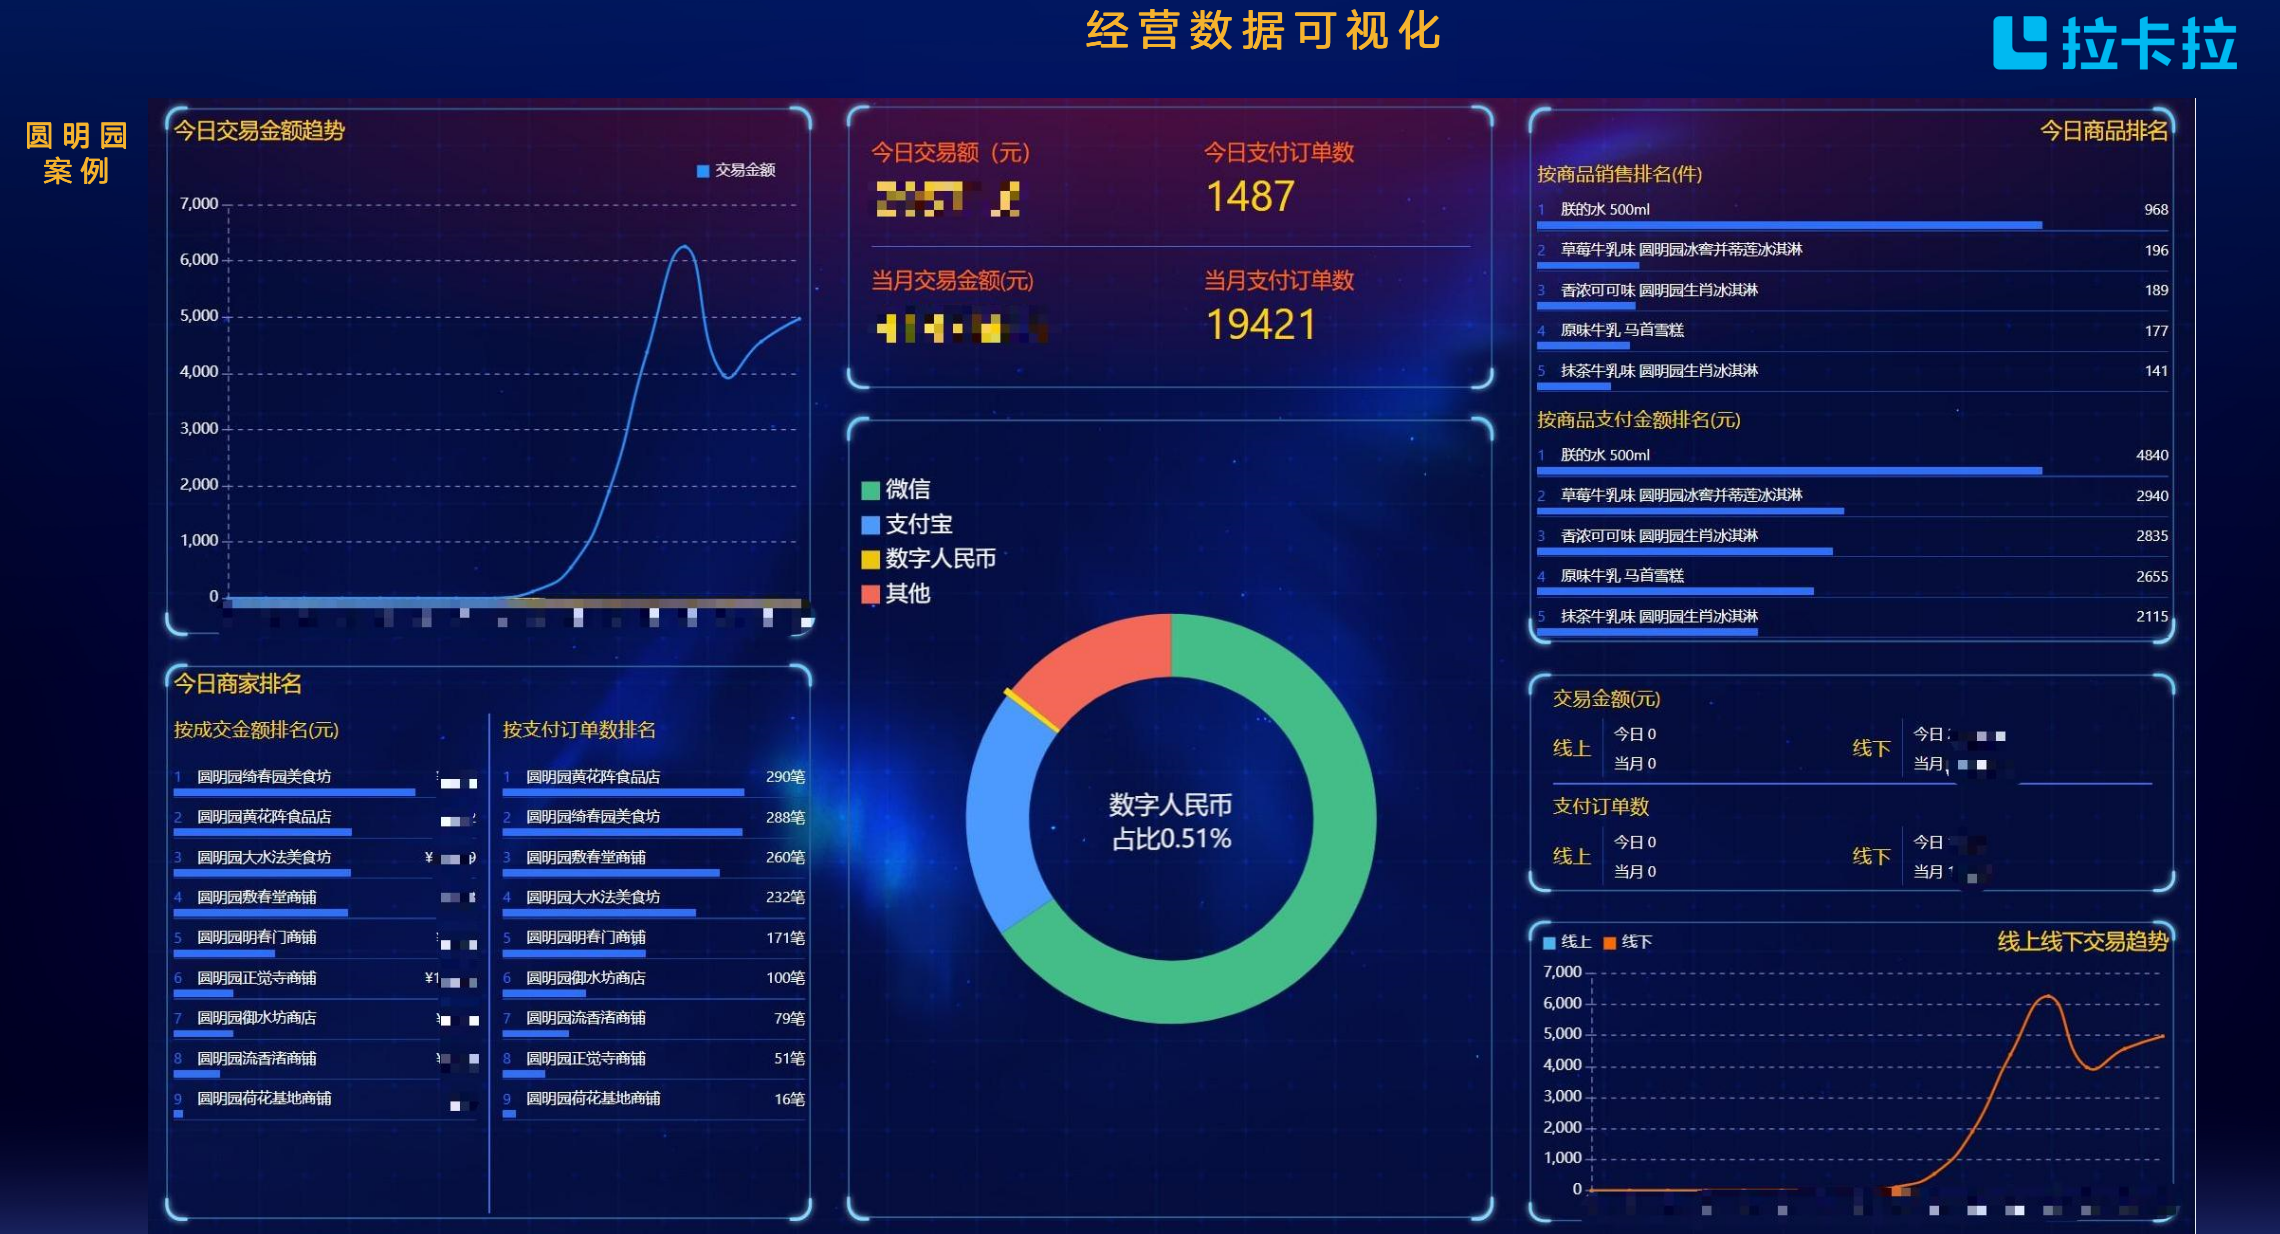 经营数据可视化
拉卡拉
圆明园
案例
今日交易金额趋势
交易金额
7,000
6,000
5,000
4,000
3,000
2,000
1,000
0
今日交易额（元）
今日支付订单数
1487
当月交易金额(元)
当月支付订单数
19421
微信
支付宝
数字人民币
其他
数字人民币
占比0.51%
今日商品排名
按商品销售排名(件)
1 朕的水 500ml 968
2 草莓牛乳味 圆明园冰窖并蒂莲冰淇淋 196
3 香浓可可味 圆明园生肖冰淇淋 189
4 原味牛乳 马首雪糕 177
5 抹茶牛乳味 圆明园生肖冰淇淋 141
按商品支付金额排名(元)
1 朕的水 500ml 4840
2 草莓牛乳味 圆明园冰窖并蒂莲冰淇淋 2940
3 香浓可可味 圆明园生肖冰淇淋 2835
4 原味牛乳 马首雪糕 2655
5 抹茶牛乳味 圆明园生肖冰淇淋 2115
今日商家排名
按成交金额排名(元)
1 圆明园绮春园美食坊
2 圆明园黄花阵食品店
3 圆明园大水法美食坊 ¥
4 圆明园敷春堂商铺
5 圆明园明春门商铺
6 圆明园正觉寺商铺 ¥1
7 圆明园御水坊商店
8 圆明园流香渚商铺
9 圆明园荷花基地商铺
按支付订单数排名
1 圆明园黄花阵食品店 290笔
2 圆明园绮春园美食坊 288笔
3 圆明园敷春堂商铺 260笔
4 圆明园大水法美食坊 232笔
5 圆明园明春门商铺 171笔
6 圆明园御水坊商店 100笔
7 圆明园流香渚商铺 79笔
8 圆明园正觉寺商铺 51笔
9 圆明园荷花基地商铺 16笔
交易金额(元)
线上 今日 0
当月 0
线下 今日
当月
支付订单数
线上 今日 0
当月 0
线下 今日
当月
线上 线下
线上线下交易趋势
7,000
6,000
5,000
4,000
3,000
2,000
1,000
0